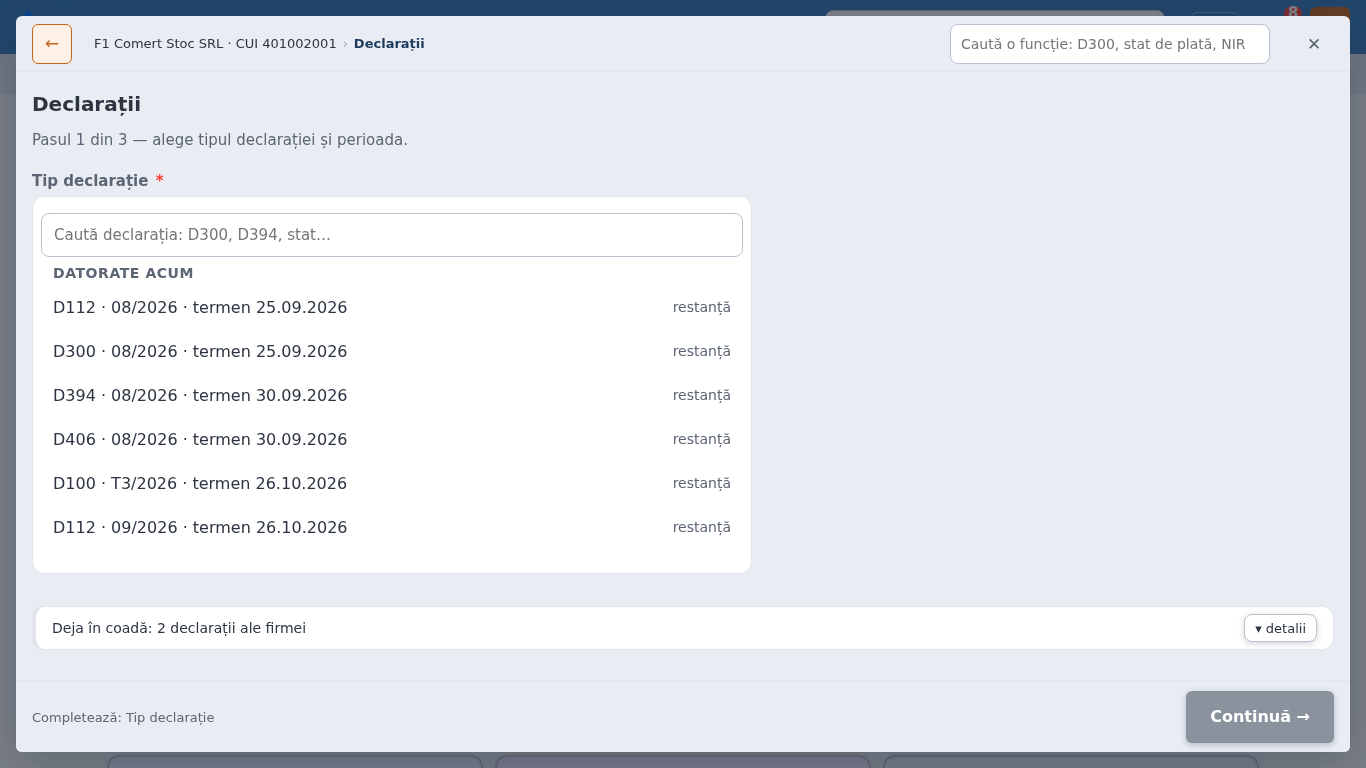 8
←
F1 Comert Stoc SRL · CUI 401002001 › Declarații
Caută o funcție: D300, stat de plată, NIR
✕
Declarații
Pasul 1 din 3 — alege tipul declarației și perioada.
Tip declarație *
Caută declarația: D300, D394, stat...
DATORATE ACUM
D112 · 08/2026 · termen 25.09.2026 restanță
D300 · 08/2026 · termen 25.09.2026 restanță
D394 · 08/2026 · termen 30.09.2026 restanță
D406 · 08/2026 · termen 30.09.2026 restanță
D100 · T3/2026 · termen 26.10.2026 restanță
D112 · 09/2026 · termen 26.10.2026 restanță
Deja în coadă: 2 declarații ale firmei
▾ detalii
Completează: Tip declarație
Continuă →